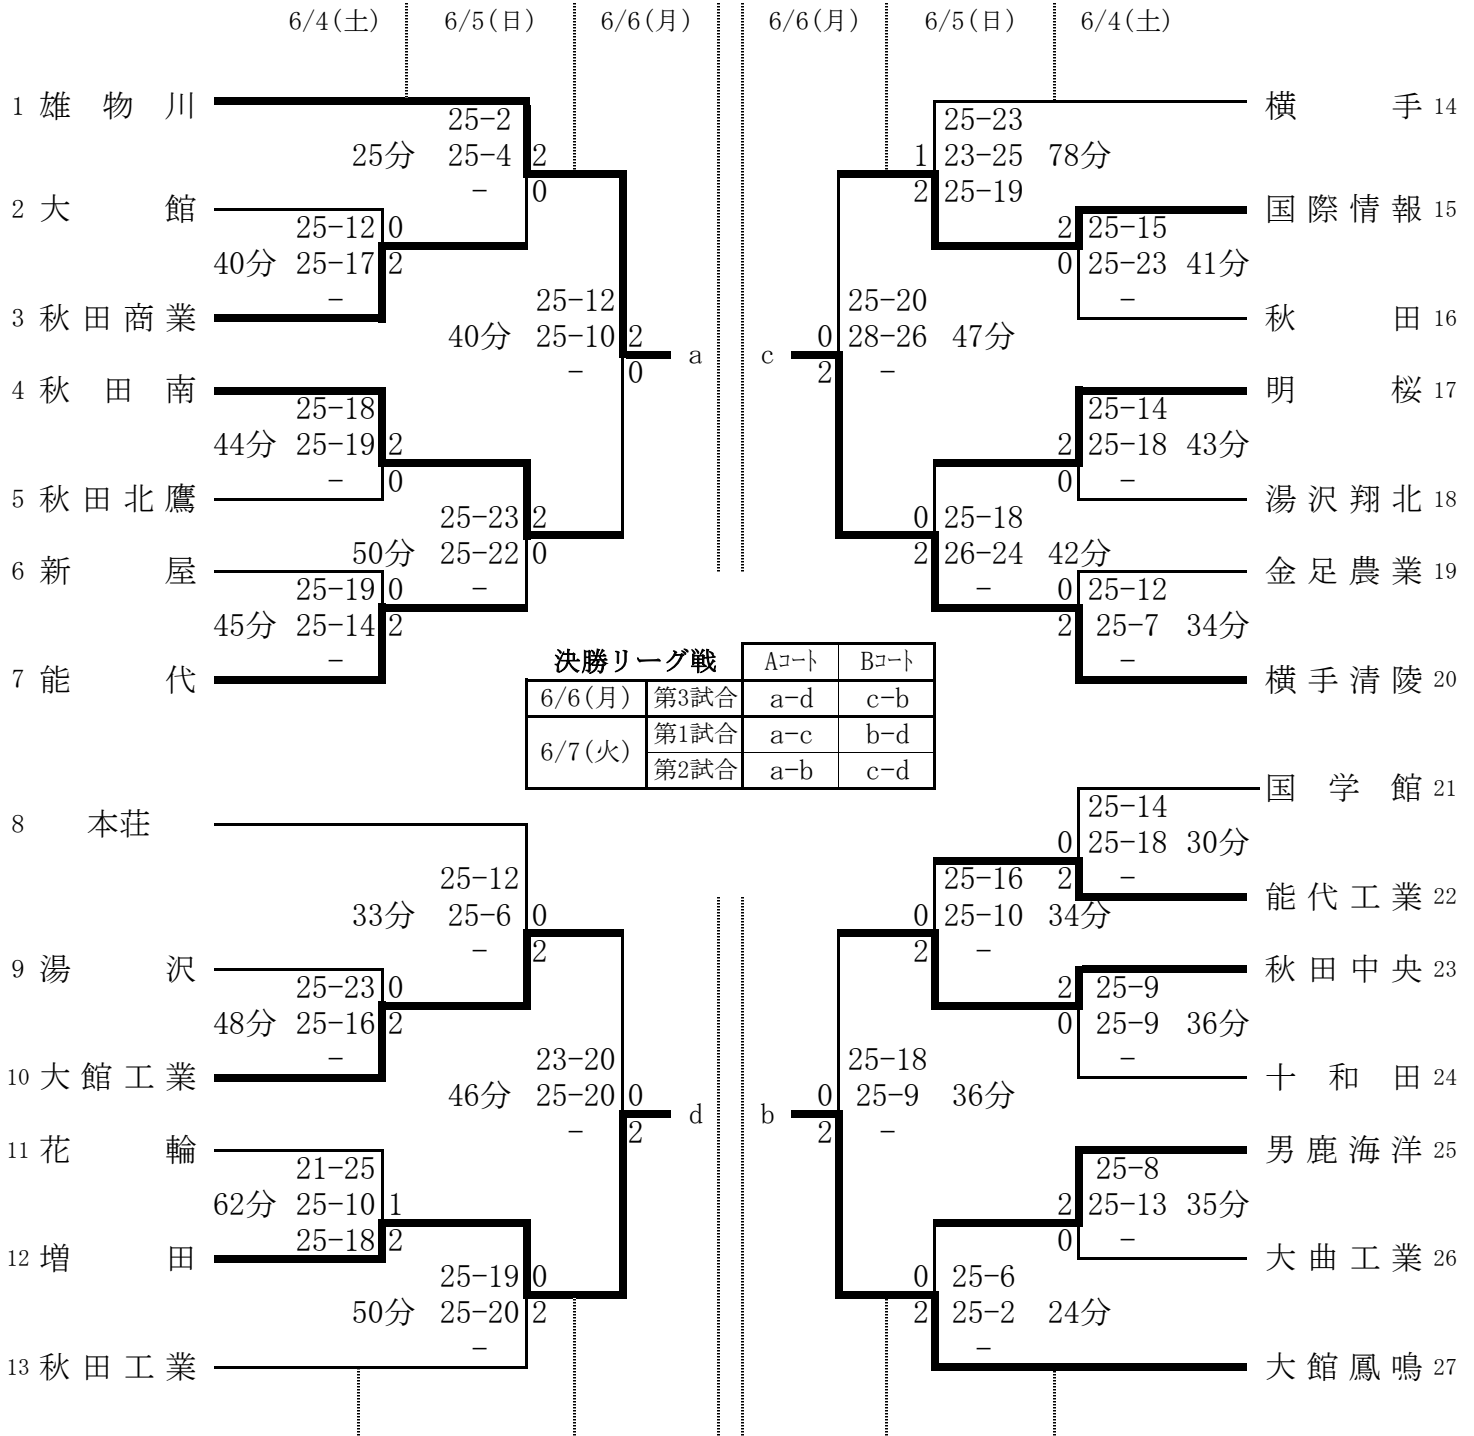 6/4(土) 6/5(日) 6/6(月) 6/6(月) 6/5(日) 6/4(土)
1 雄物川
25-2
25分 25-4 2
- 0
2 大館
25-12 0
40分 25-17 2
-
3 秋田商業
25-12
40分 25-10 2
- 0
a
4 秋田南
25-18
44分 25-19 2
- 0
5 秋田北鷹
25-23 2
50分 25-22 0
-
6 新屋
25-19 0
45分 25-14 2
-
7 能代
横手 14
25-23
1 23-25 78分
2 25-19
国際情報 15
2 25-15
0 25-23 41分
-
秋田 16
25-20
0 28-26 47分
2 -
c
明桜 17
25-14
2 25-18 43分
0 -
湯沢翔北 18
0 25-18
2 26-24 42分
-
金足農業 19
0 25-12
2 25-7 34分
-
横手清陵 20
決勝リーグ戦 Aコート Bコート
6/6(月) 第3試合 a-d c-b
6/7(火) 第1試合 a-c b-d
第2試合 a-b c-d
8 本荘
25-12
33分 25-6 0
- 2
9 湯沢
25-23 0
48分 25-16 2
-
10 大館工業
23-20
46分 25-20 0
- 2
d
11 花輪
21-25
62分 25-10 1
25-18 2
12 増田
25-19 0
50分 25-20 2
-
13 秋田工業
国学館 21
25-14
0 25-18 30分
2 -
能代工業 22
25-16
0 25-10 34分
2 -
秋田中央 23
2 25-9
0 25-9 36分
-
十和田 24
25-18
0 25-9 36分
2 -
b
男鹿海洋 25
25-8
2 25-13 35分
0 -
大曲工業 26
0 25-6
2 25-2 24分
-
大館鳳鳴 27